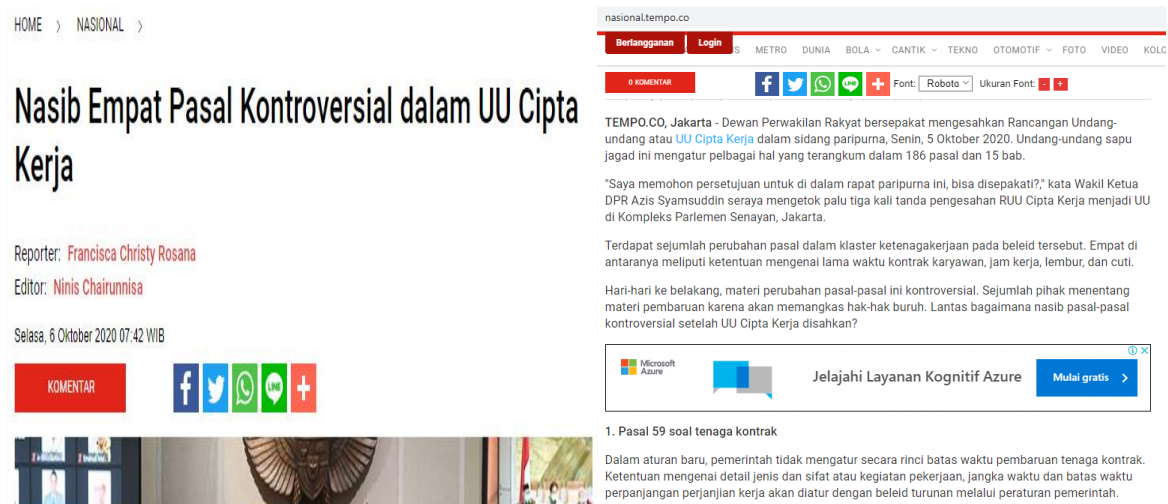 HOME > NASIONAL >
Nasib Empat Pasal Kontroversial dalam UU Cipta
Kerja
Reporter: Francisca Christy Rosana
Editor: Ninis Chairunnisa
Selasa, 6 Oktober 2020 07:42 WIB
KOMENTAR
nasional.tempo.co
Berlangganan Login METRO DUNIA BOLA CANTIK TEKNO OTOMOTIF FOTO VIDEO KOLO
0 KOMENTAR Font: Roboto Ukuran Font: - +
TEMPO.CO, Jakarta - Dewan Perwakilan Rakyat bersepakat mengesahkan Rancangan Undang-
undang atau UU Cipta Kerja dalam sidang paripurna, Senin, 5 Oktober 2020. Undang-undang sapu
jagad ini mengatur pelbagai hal yang terangkum dalam 186 pasal dan 15 bab.
"Saya memohon persetujuan untuk di dalam rapat paripurna ini, bisa disepakati?," kata Wakil Ketua
DPR Azis Syamsuddin seraya mengetok palu tiga kali tanda pengesahan RUU Cipta Kerja menjadi UU
di Kompleks Parlemen Senayan, Jakarta.
Terdapat sejumlah perubahan pasal dalam klaster ketenagakerjaan pada beleid tersebut. Empat di
antaranya meliputi ketentuan mengenai lama waktu kontrak karyawan, jam kerja, lembur, dan cuti.
Hari-hari ke belakang, materi perubahan pasal-pasal ini kontroversial. Sejumlah pihak menentang
materi pembaruan karena akan memangkas hak-hak buruh. Lantas bagaimana nasib pasal-pasal
kontroversial setelah UU Cipta Kerja disahkan?
Microsoft
Azure
Jelajahi Layanan Kognitif Azure
Mulai gratis >
1. Pasal 59 soal tenaga kontrak
Dalam aturan baru, pemerintah tidak mengatur secara rinci batas waktu pembaruan tenaga kontrak.
Ketentuan mengenai detail jenis dan sifat atau kegiatan pekerjaan, jangka waktu dan batas waktu
perpanjangan perjanjian kerja akan diatur dengan beleid turunan melalui peraturan pemerintah.